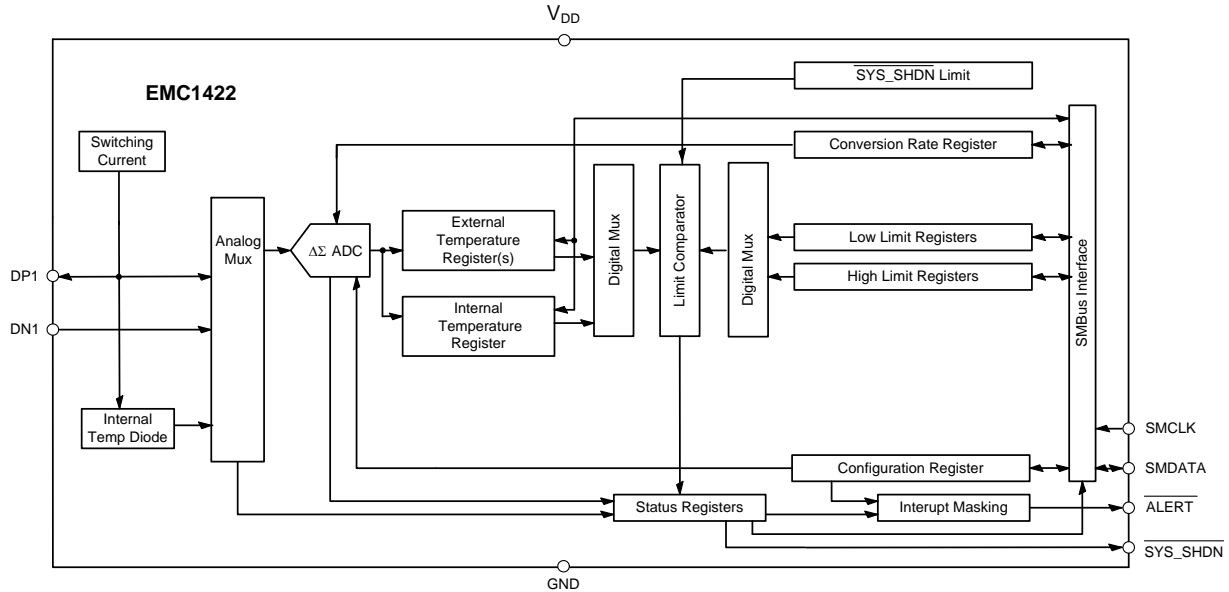 VDD
EMC1422
SYS_SHDN Limit
Switching
Current
Conversion Rate Register
Analog
Mux
ΔΣ ADC
External
Temperature
Register(s)
Digital Mux
Limit Comparator
Digital Mux
Low Limit Registers
High Limit Registers
SMBus Interface
DP1
DN1
Internal
Temperature
Register
Internal
Temp Diode
SMCLK
Configuration Register
SMDATA
Status Registers
Interupt Masking
ALERT
SYS_SHDN
GND